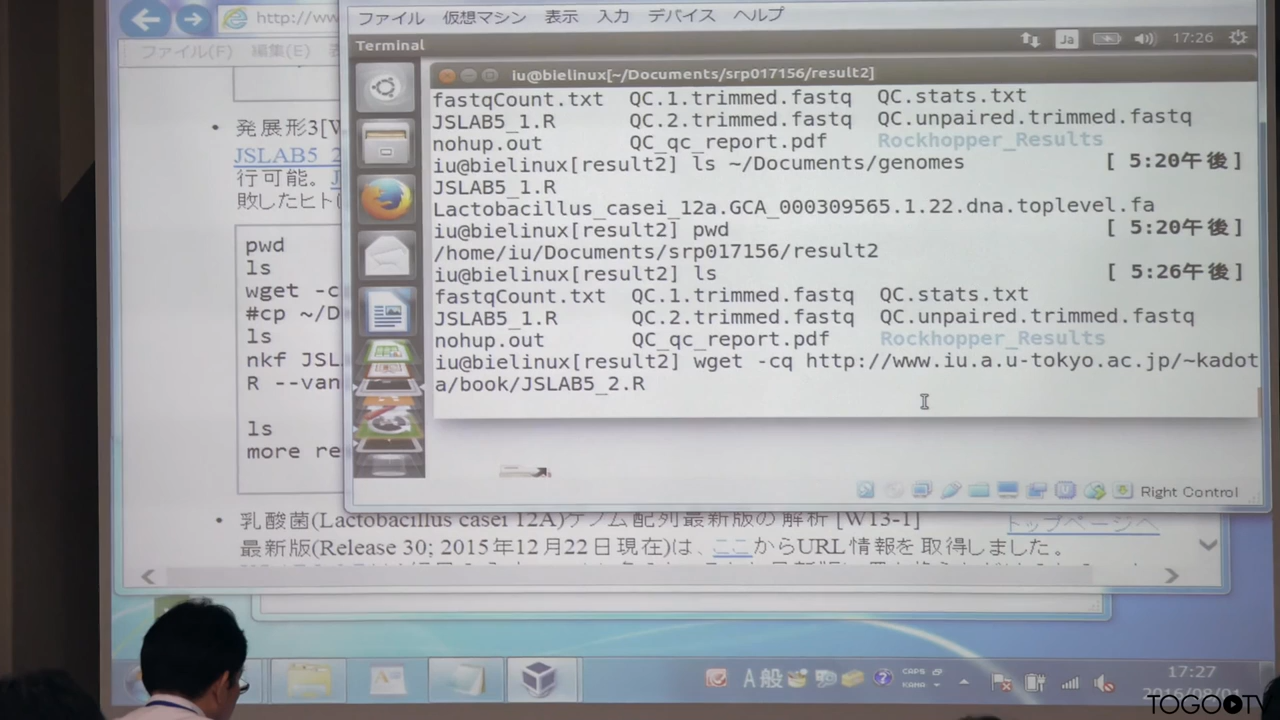 http://ww
ファイル(F) 編集(E)
ファイル 仮想マシン 表示 入力 デバイス ヘルプ
Terminal
Ja
17:26
iu@bielinux[~/Documents/srp017156/result2]
fastqCount.txt QC.1.trimmed.fastq QC.stats.txt
JSLAB5_1.R QC.2.trimmed.fastq QC.unpaired.trimmed.fastq
nohup.out QC_qc_report.pdf Rockhopper_Results
iu@bielinux[result2] ls ~/Documents/genomes [ 5:20午後]
JSLAB5_1.R
Lactobacillus_casei_12a.GCA_000309565.1.22.dna.toplevel.fa
iu@bielinux[result2] pwd [ 5:20午後]
/home/iu/Documents/srp017156/result2
iu@bielinux[result2] ls [ 5:26午後]
fastqCount.txt QC.1.trimmed.fastq QC.stats.txt
JSLAB5_1.R QC.2.trimmed.fastq QC.unpaired.trimmed.fastq
nohup.out QC_qc_report.pdf Rockhopper_Results
iu@bielinux[result2] wget -cq http://www.iu.a.u-tokyo.ac.jp/~kadot
a/book/JSLAB5_2.R
Right Control
• 発展形3[W
JSLAB5_2
行可能。J
敗したヒト(
pwd
ls
wget -c
#cp ~/D
ls
nkf JSL
R --van
ls
more re
• 乳酸菌(Lactobacillus casei 12A)ゲノム配列最新版の解析 [W13-1]
トップページへ
最新版(Release 30; 2015年12月22日現在)は、ここからURL情報を取得しました。
A 般
CAPS
KANA
17:27
2016/08/01
TOGOTV